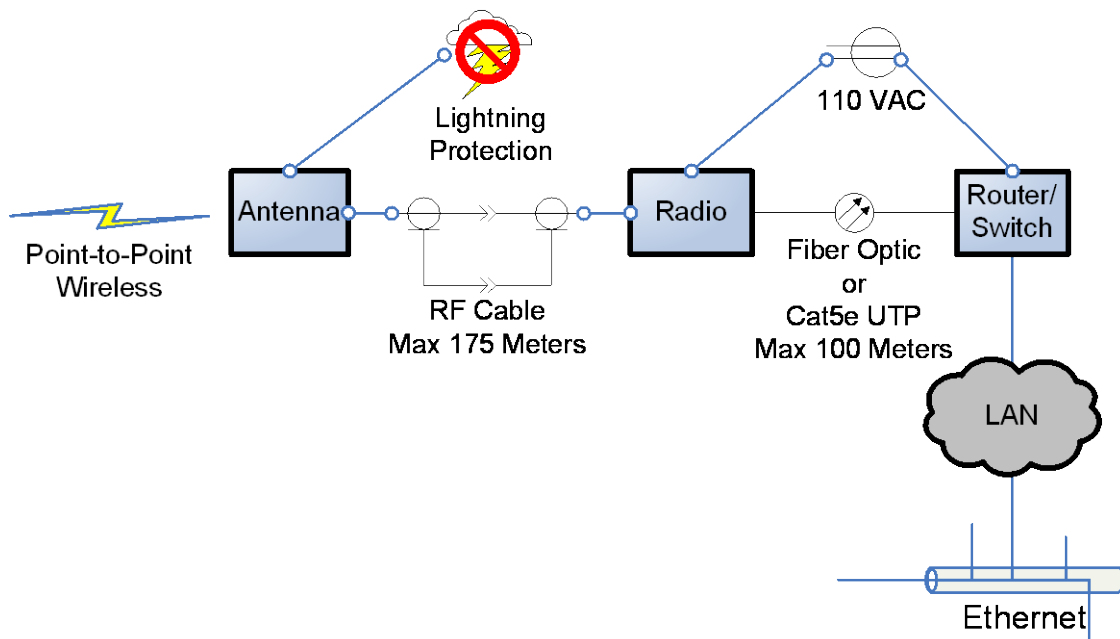 Lightning
Protection
110 VAC
Antenna
Radio
Router/
Switch
Point-to-Point
Wireless
RF Cable
Max 175 Meters
Fiber Optic
or
Cat5e UTP
Max 100 Meters
LAN
Ethernet